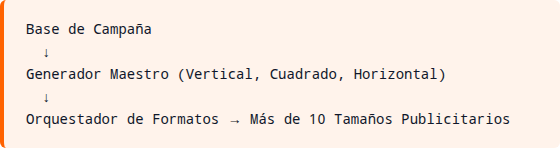 Base de Campaña
↓
Generador Maestro (Vertical, Cuadrado, Horizontal)
↓
Orquestador de Formatos → Más de 10 Tamaños Publicitarios